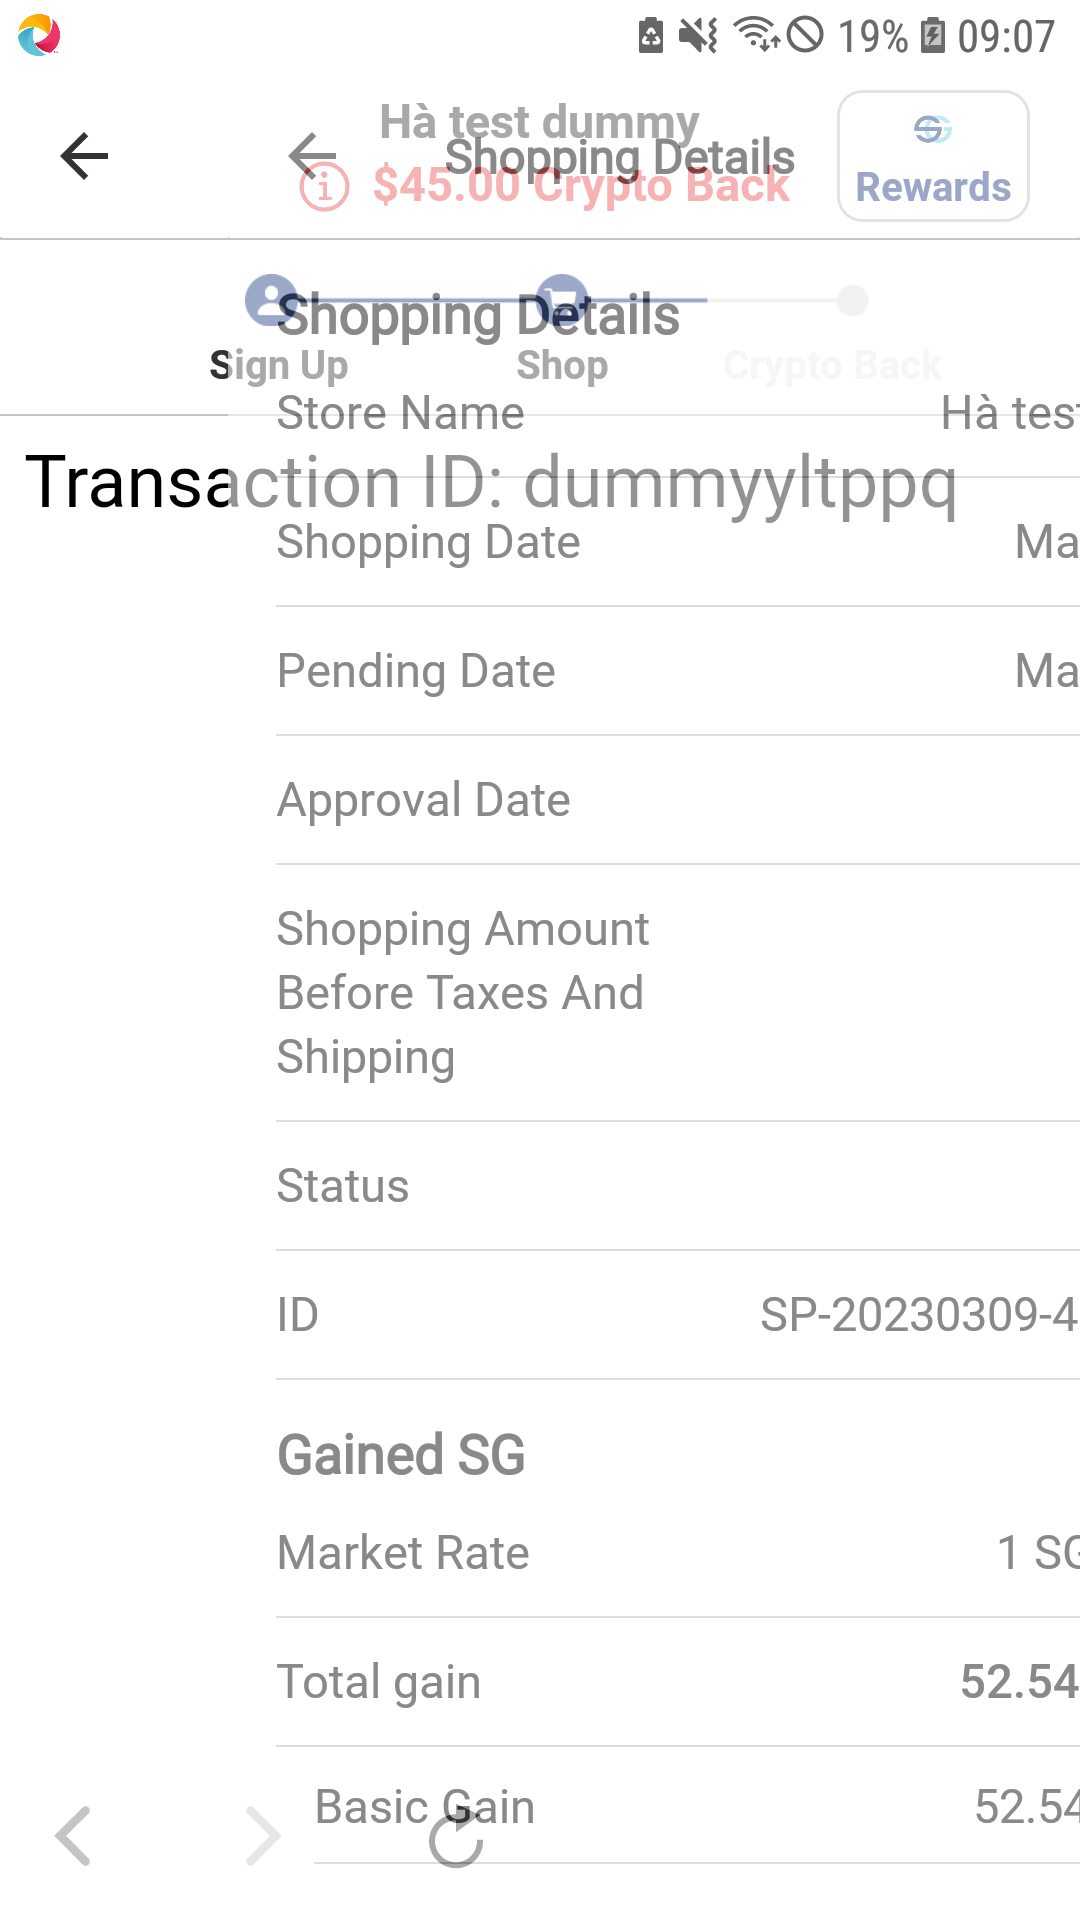 19% 09:07
Hà test dummy
Shopping Details
$45.00 Crypto Back
Rewards
Shopping Details
Sign Up
Shop
Crypto Back
Store Name
Hà test
Transaction ID: dummyyltppq
Shopping Date
Ma
Pending Date
Ma
Approval Date
Shopping Amount
Before Taxes And
Shipping
Status
ID
SP-20230309-4
Gained SG
Market Rate
1 SG
Total gain
52.54
Basic Gain
52.54